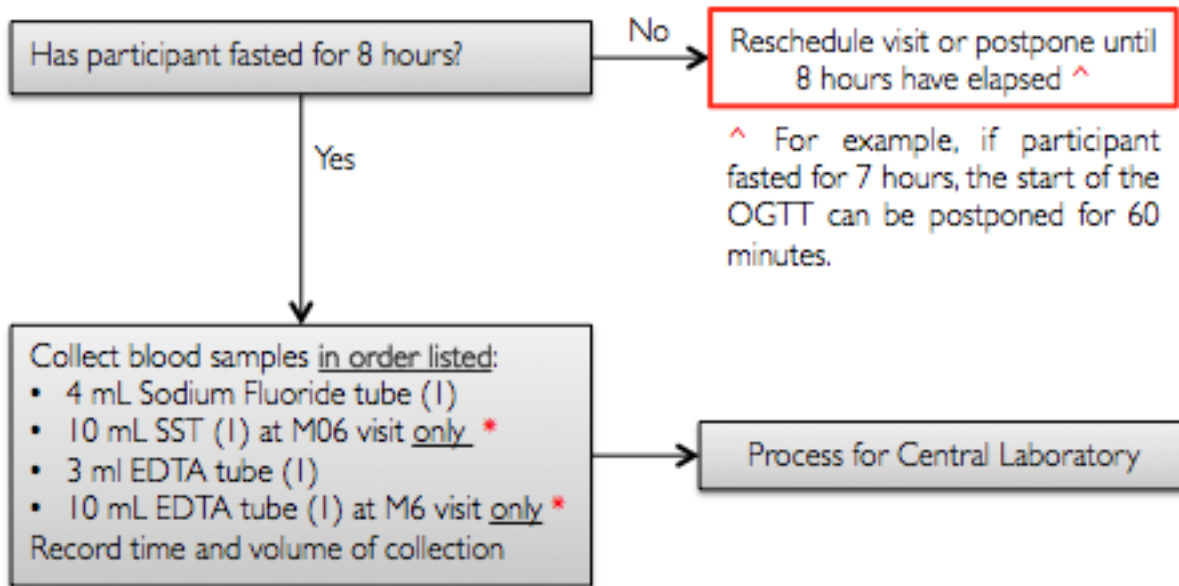 Has participant fasted for 8 hours?
No
Reschedule visit or postpone until
8 hours have elapsed ^
^ For example, if participant
fasted for 7 hours, the start of the
OGTT can be postponed for 60
minutes.
Yes
Collect blood samples in order listed:
• 4 mL Sodium Fluoride tube (1)
• 10 mL SST (1) at M06 visit only *
• 3 ml EDTA tube (1)
• 10 mL EDTA tube (1) at M6 visit only *
Record time and volume of collection
Process for Central Laboratory